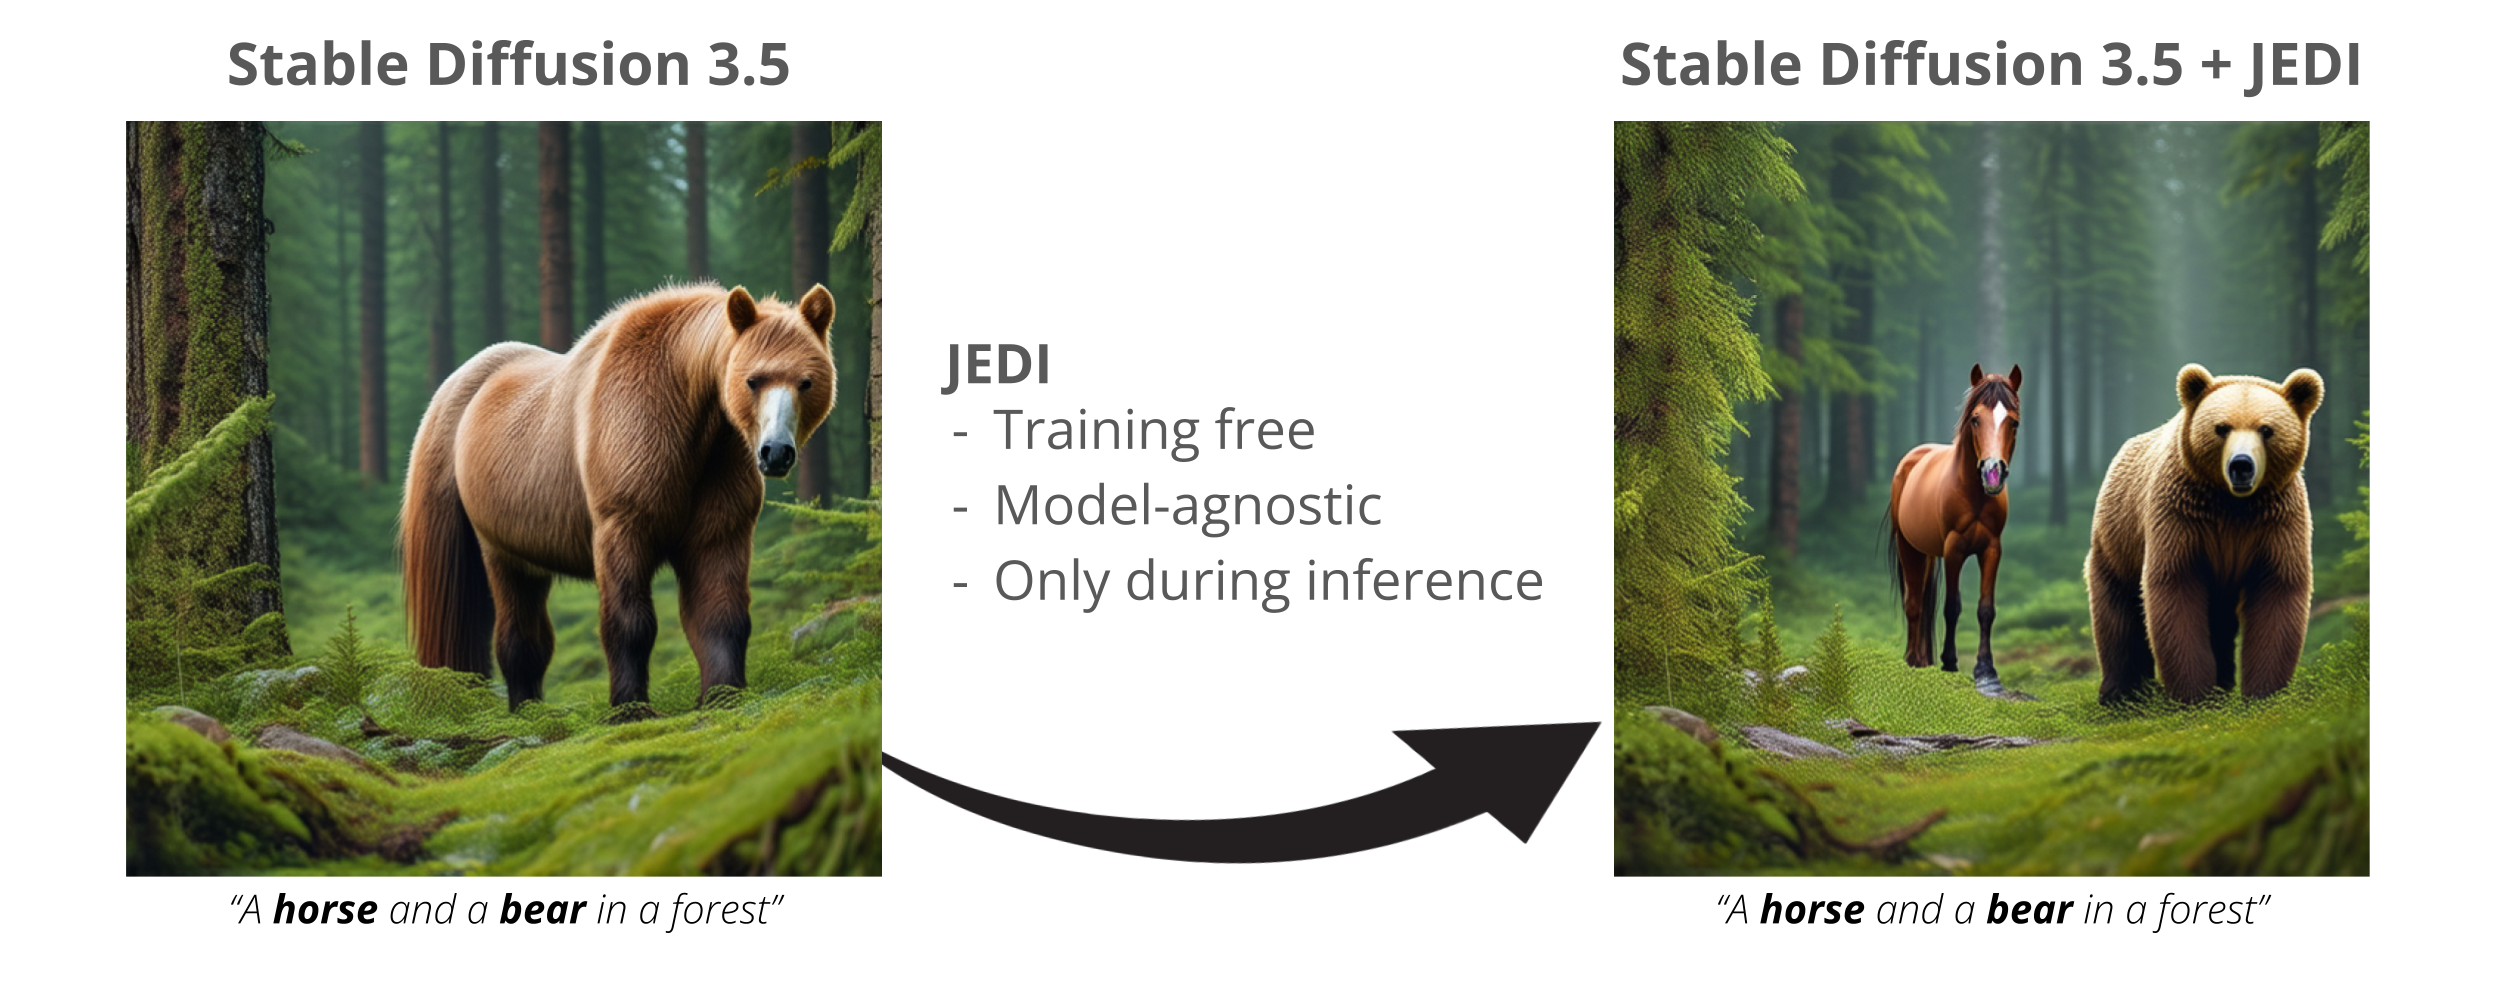 Stable Diffusion 3.5
Stable Diffusion 3.5 + JEDI
JEDI
- Training free
- Model-agnostic
- Only during inference
“A horse and a bear in a forest”
“A horse and a bear in a forest”